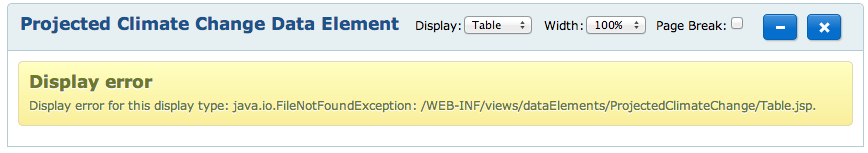 Projected Climate Change Data Element Display: Table Width: 100% Page Break:
Display error
Display error for this display type: java.io.FileNotFoundException: /WEB-INF/views/dataElements/ProjectedClimateChange/Table.jsp.